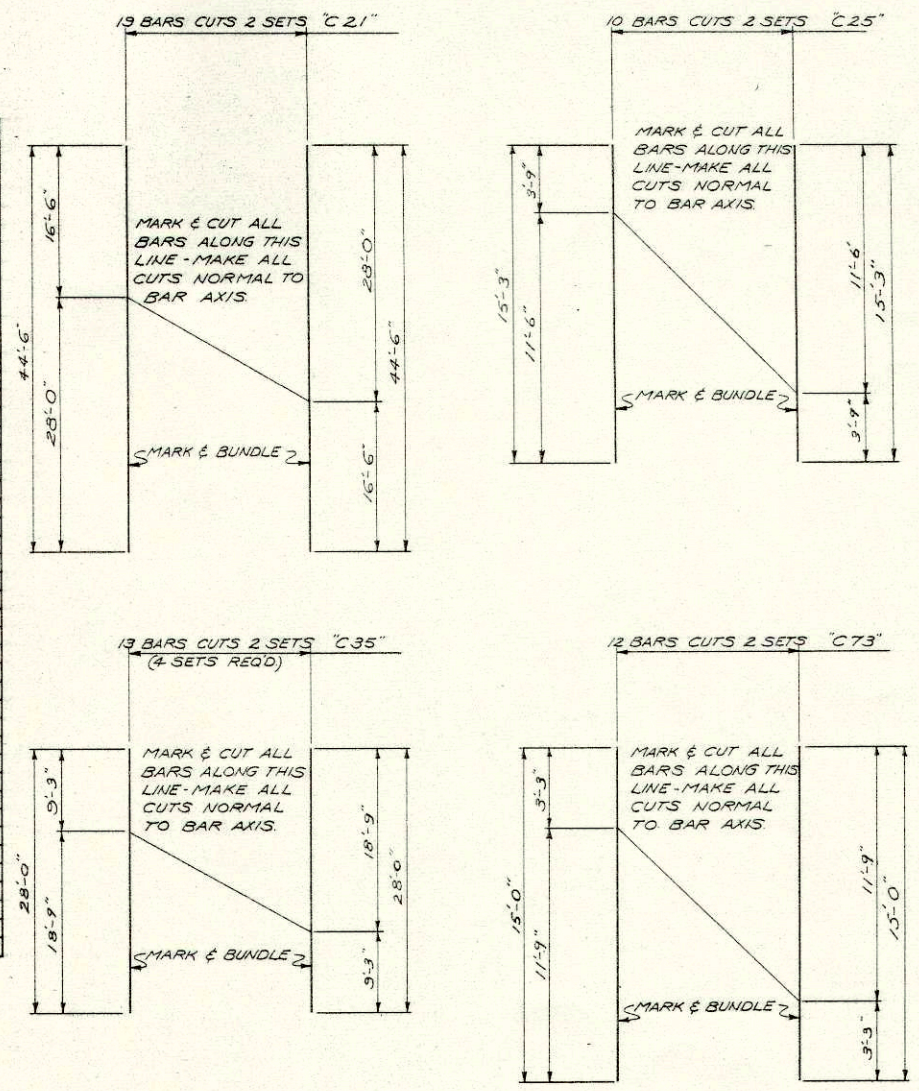 19 BARS CUTS 2 SETS "C 21"
16'-6"
28'-0"
44'-6"
MARK & CUT ALL
BARS ALONG THIS
LINE - MAKE ALL
CUTS NORMAL TO
BAR AXIS.
28'-0"
16'-6"
44'-6"
MARK & BUNDLE
10 BARS CUTS 2 SETS "C 25"
3'-9"
11'-6"
15'-3"
MARK & CUT ALL
BARS ALONG THIS
LINE-MAKE ALL
CUTS NORMAL
TO BAR AXIS.
11'-6'
3'-9"
15'-3"
MARK & BUNDLE
13 BARS CUTS 2 SETS "C 35"
(4 SETS REQ'D.)
9'-3"
18'-9"
28'-0"
MARK & CUT ALL
BARS ALONG THIS
LINE-MAKE ALL
CUTS NORMAL
TO BAR AXIS.
18'-9"
9'-3"
28'-0"
MARK & BUNDLE
12 BARS CUTS 2 SETS "C 73"
3'-3"
11'-9"
15'-0"
MARK & CUT ALL
BARS ALONG THIS
LINE-MAKE ALL
CUTS NORMAL
TO BAR AXIS.
11'-9"
3'-3"
15'-0"
MARK & BUNDLE